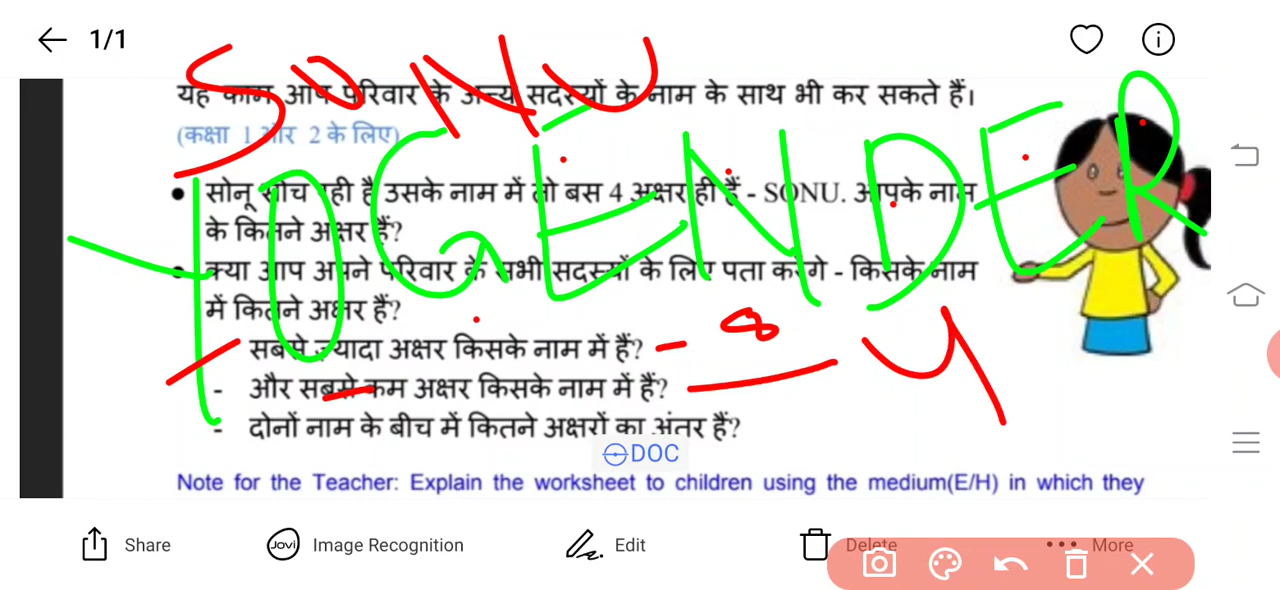 1/1
SONU
यह काम आप परिवार के अन्य सदस्यों के नाम के साथ भी कर सकते हैं।
(कक्षा 1 और 2 के लिए)
YOGENDER
• सोनू सोच रही है उसके नाम में तो बस 4 अक्षर ही हैं - SONU. आपके नाम
के कितने अक्षर हैं?
• क्या आप अपने परिवार के सभी सदस्यों के लिए पता करेंगे - किसके नाम
में कितने अक्षर हैं?
- सबसे ज़्यादा अक्षर किसके नाम में हैं? - 8
- और सबसे कम अक्षर किसके नाम में हैं? - 4
- दोनों नाम के बीच में कितने अक्षरों का अंतर हैं?
DOC
Note for the Teacher: Explain the worksheet to children using the medium(E/H) in which they
Share Jovi Image Recognition Edit Delete More